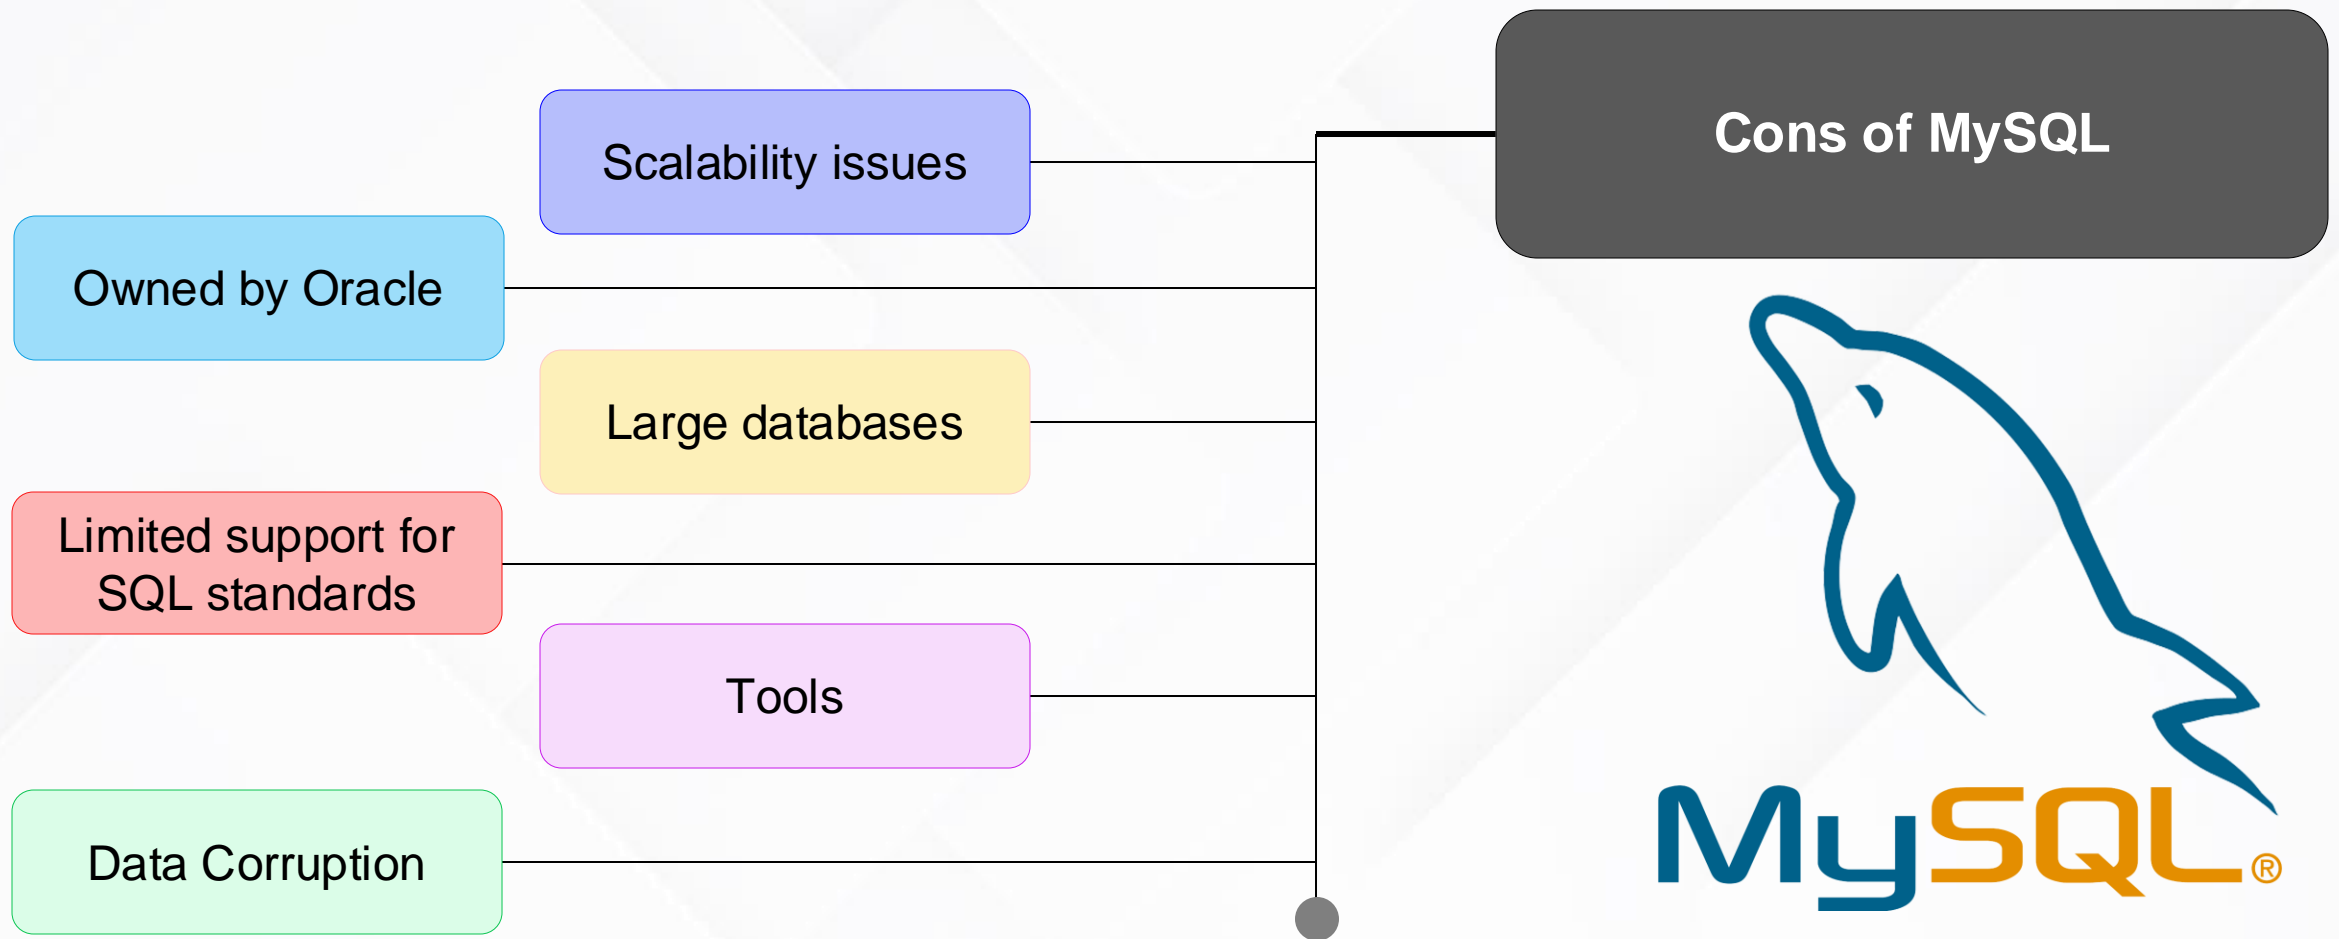 Cons of MySQL
Scalability issues
Owned by Oracle
Large databases
Limited support for
SQL standards
Tools
Data Corruption
MySQL®